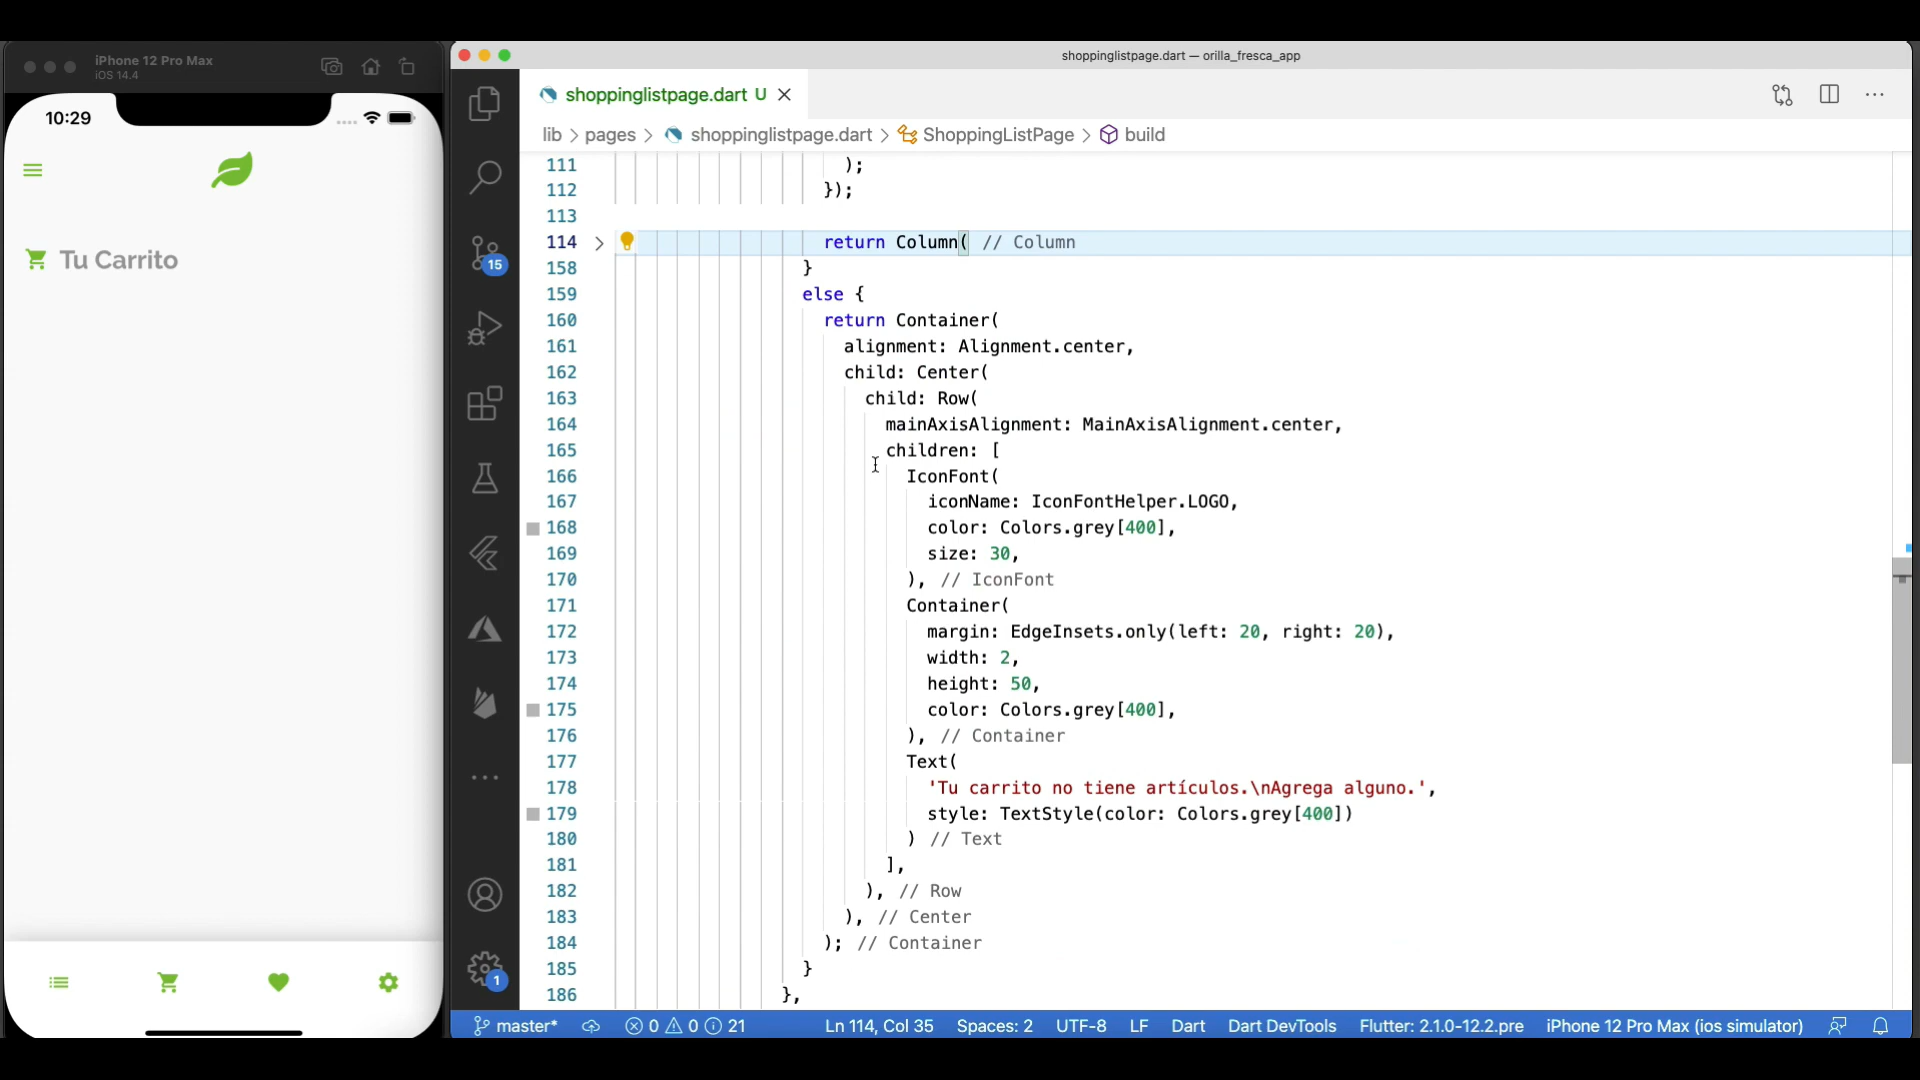 iPhone 12 Pro Max
iOS 14.4
10:29
Tu Carrito
shoppinglistpage.dart — orilla_fresca_app
shoppinglistpage.dart U
lib > pages > shoppinglistpage.dart > ShoppingListPage > build
15
1
111 );
112 });
113
114 return Column( // Column
158 }
159 else {
160 return Container(
161 alignment: Alignment.center,
162 child: Center(
163 child: Row(
164 mainAxisAlignment: MainAxisAlignment.center,
165 children: [
166 IconFont(
167 iconName: IconFontHelper.LOGO,
168 color: Colors.grey[400],
169 size: 30,
170 ), // IconFont
171 Container(
172 margin: EdgeInsets.only(left: 20, right: 20),
173 width: 2,
174 height: 50,
175 color: Colors.grey[400],
176 ), // Container
177 Text(
178 'Tu carrito no tiene artículos.\nAgrega alguno.',
179 style: TextStyle(color: Colors.grey[400])
180 ) // Text
181 ],
182 ), // Row
183 ), // Center
184 ); // Container
185 }
186 },
master* 0 0 21 Ln 114, Col 35 Spaces: 2 UTF-8 LF Dart Dart DevTools Flutter: 2.1.0-12.2.pre iPhone 12 Pro Max (ios simulator)